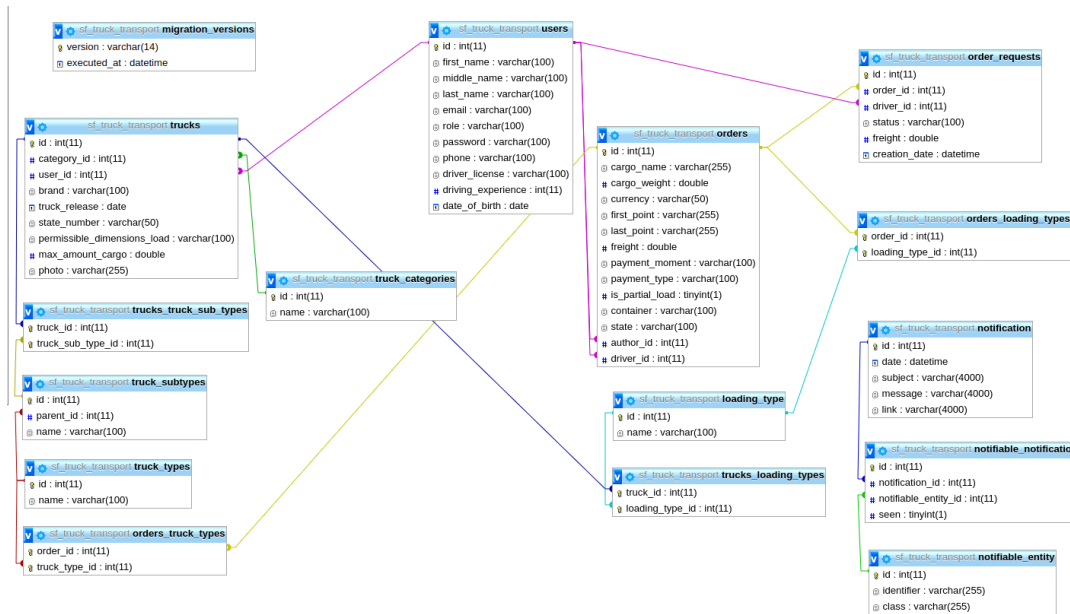 sf_truck_transport migration_versions
version : varchar(14)
executed_at : datetime
sf_truck_transport users
id : int(11)
first_name : varchar(100)
middle_name : varchar(100)
last_name : varchar(100)
email : varchar(100)
role : varchar(100)
password : varchar(100)
phone : varchar(100)
driver_license : varchar(100)
driving_experience : int(11)
date_of_birth : date
sf_truck_transport order_requests
id : int(11)
order_id : int(11)
driver_id : int(11)
status : varchar(100)
freight : double
creation_date : datetime
sf_truck_transport trucks
id : int(11)
category_id : int(11)
user_id : int(11)
brand : varchar(100)
truck_release : date
state_number : varchar(50)
permissible_dimensions_load : varchar(100)
max_amount_cargo : double
photo : varchar(255)
sf_truck_transport orders
id : int(11)
cargo_name : varchar(255)
cargo_weight : double
currency : varchar(50)
first_point : varchar(255)
last_point : varchar(255)
freight : double
payment_moment : varchar(100)
payment_type : varchar(100)
is_partial_load : tinyint(1)
container : varchar(100)
state : varchar(100)
author_id : int(11)
driver_id : int(11)
sf_truck_transport orders_loading_types
order_id : int(11)
loading_type_id : int(11)
sf_truck_transport truck_categories
id : int(11)
name : varchar(100)
sf_truck_transport trucks_truck_sub_types
truck_id : int(11)
truck_sub_type_id : int(11)
sf_truck_transport notification
id : int(11)
date : datetime
subject : varchar(4000)
message : varchar(4000)
link : varchar(4000)
sf_truck_transport truck_subtypes
id : int(11)
parent_id : int(11)
name : varchar(100)
sf_truck_transport loading_type
id : int(11)
name : varchar(100)
sf_truck_transport notifiable_notificatio
id : int(11)
notification_id : int(11)
notifiable_entity_id : int(11)
seen : tinyint(1)
sf_truck_transport truck_types
id : int(11)
name : varchar(100)
sf_truck_transport trucks_loading_types
truck_id : int(11)
loading_type_id : int(11)
sf_truck_transport orders_truck_types
order_id : int(11)
truck_type_id : int(11)
sf_truck_transport notifiable_entity
id : int(11)
identifier : varchar(255)
class : varchar(255)